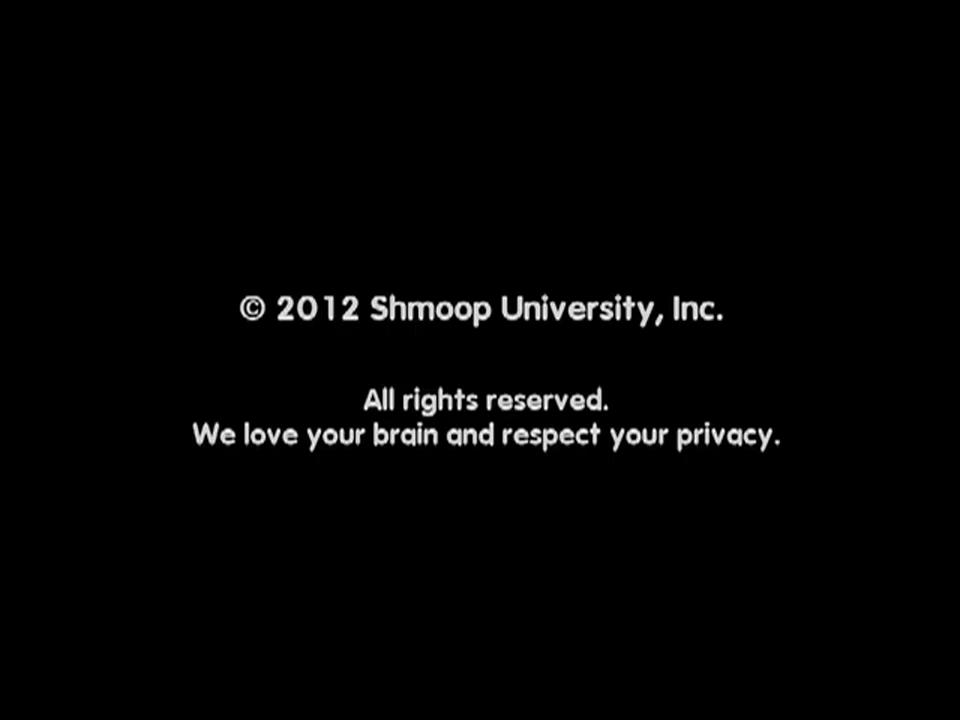 © 2012 Shmoop University, Inc.
All rights reserved.
We love your brain and respect your privacy.